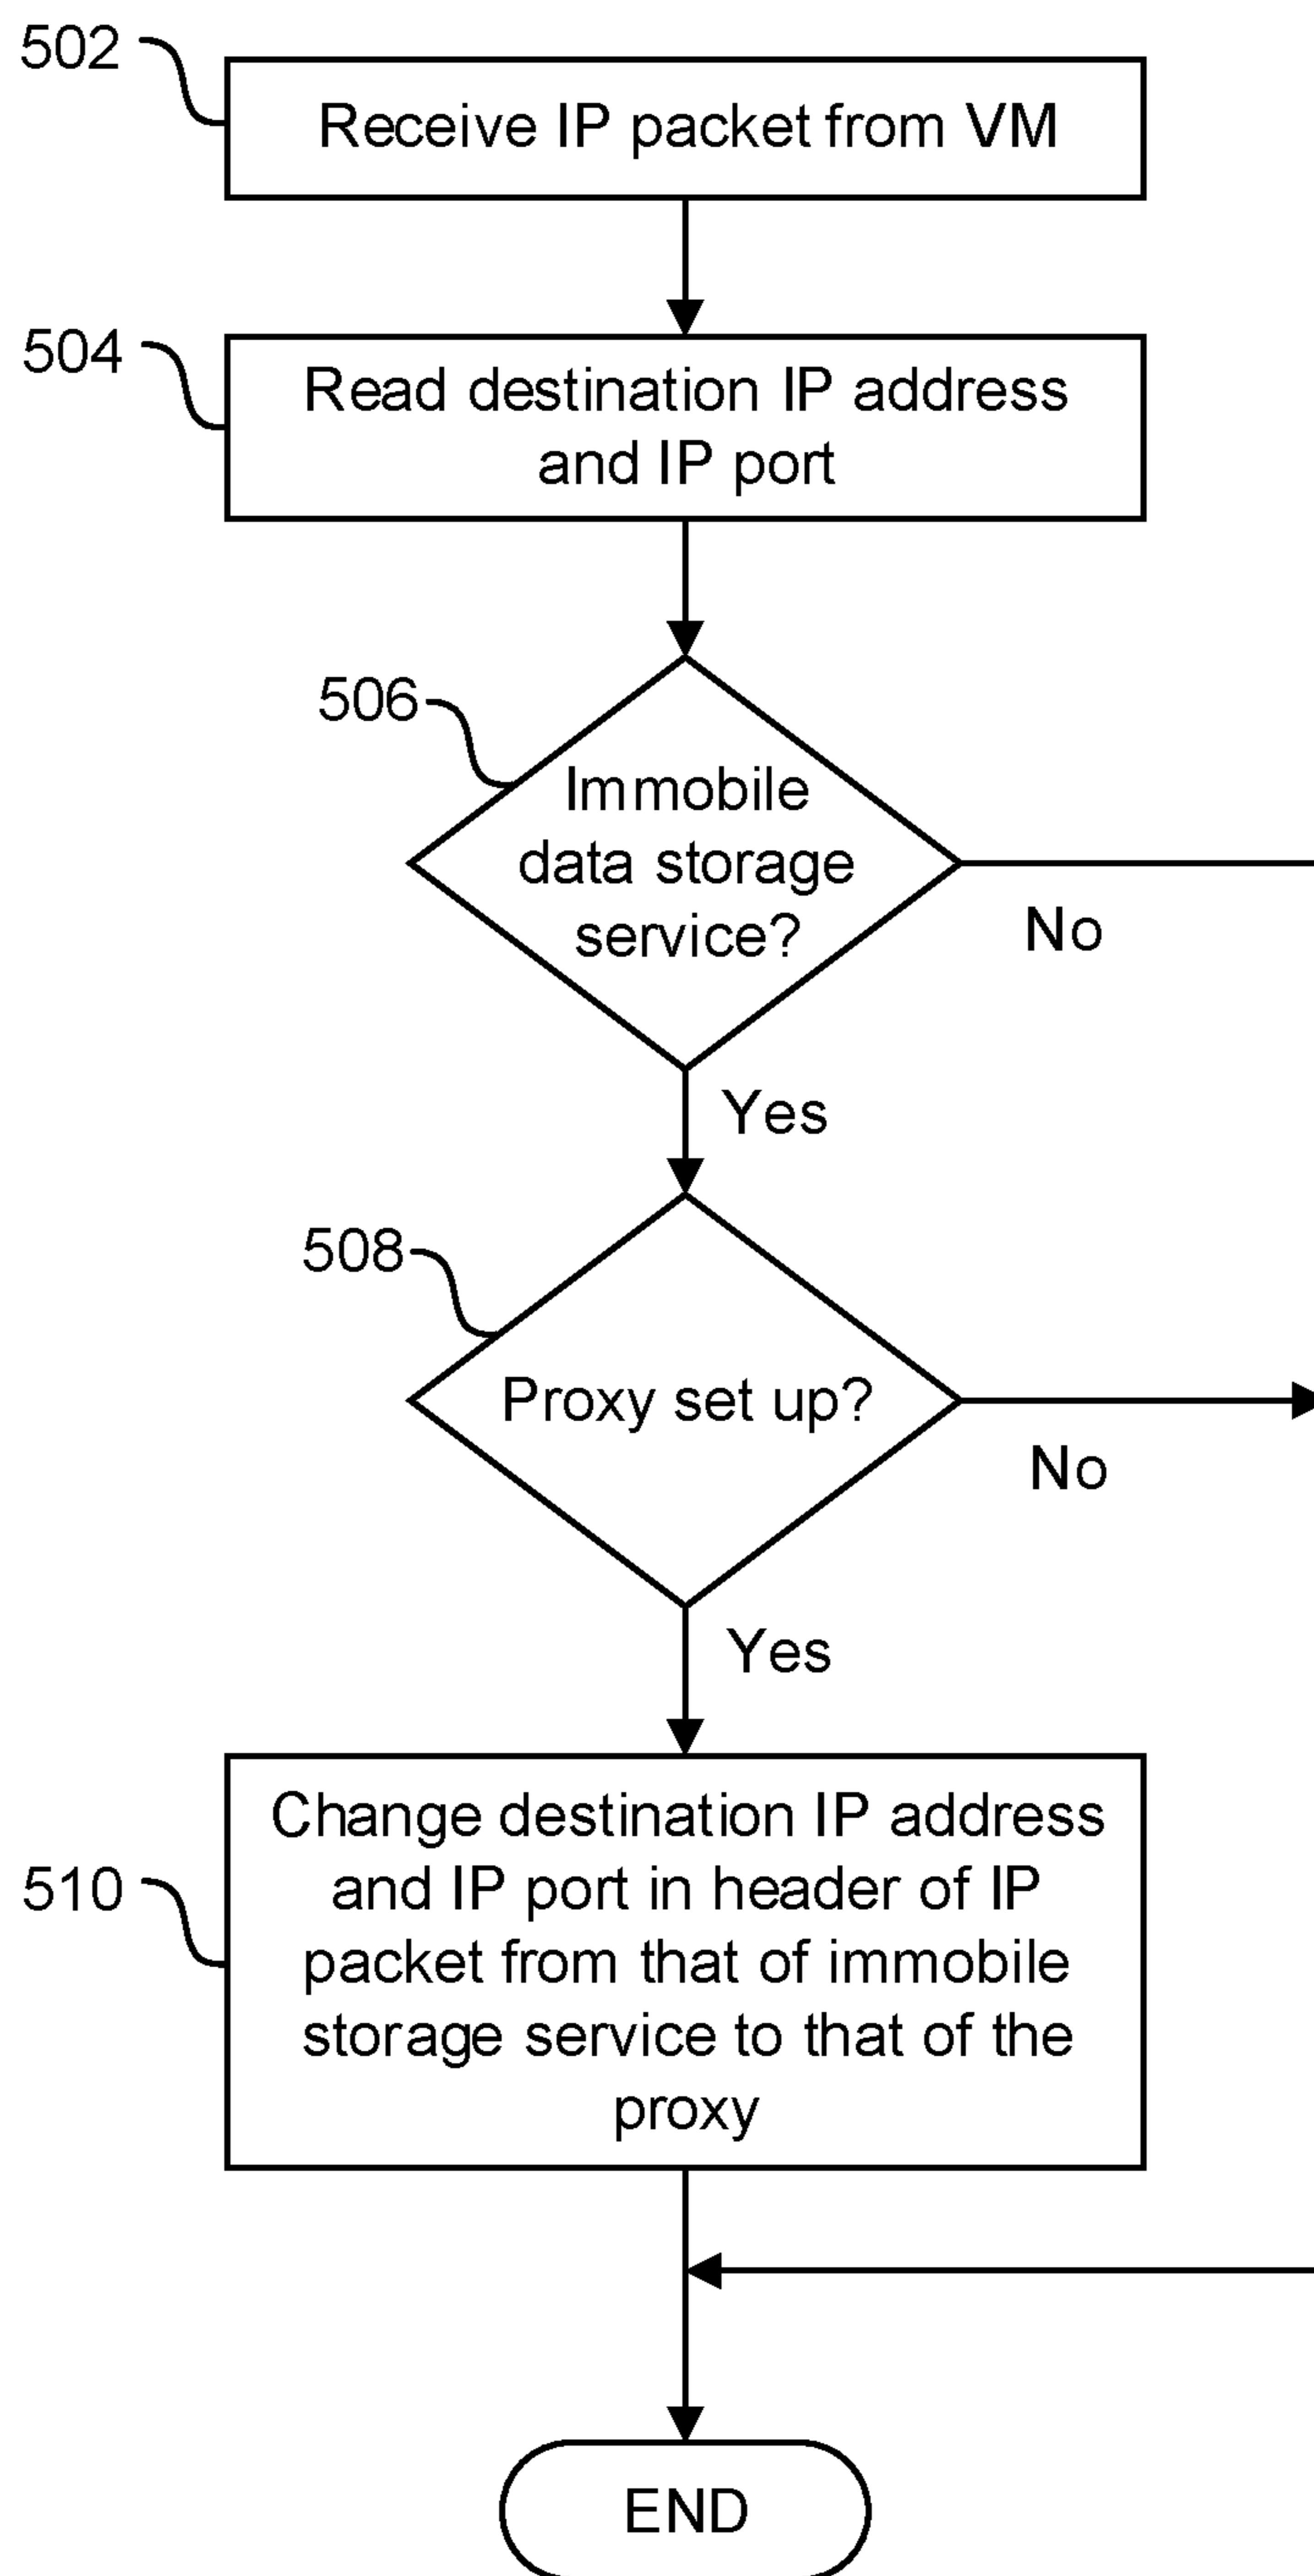 502
Receive IP packet from VM
504
Read destination IP address
and IP port
506
Immobile
data storage
service?
No
Yes
508
Proxy set up?
No
Yes
510
Change destination IP address
and IP port in header of IP
packet from that of immobile
storage service to that of the
proxy
END